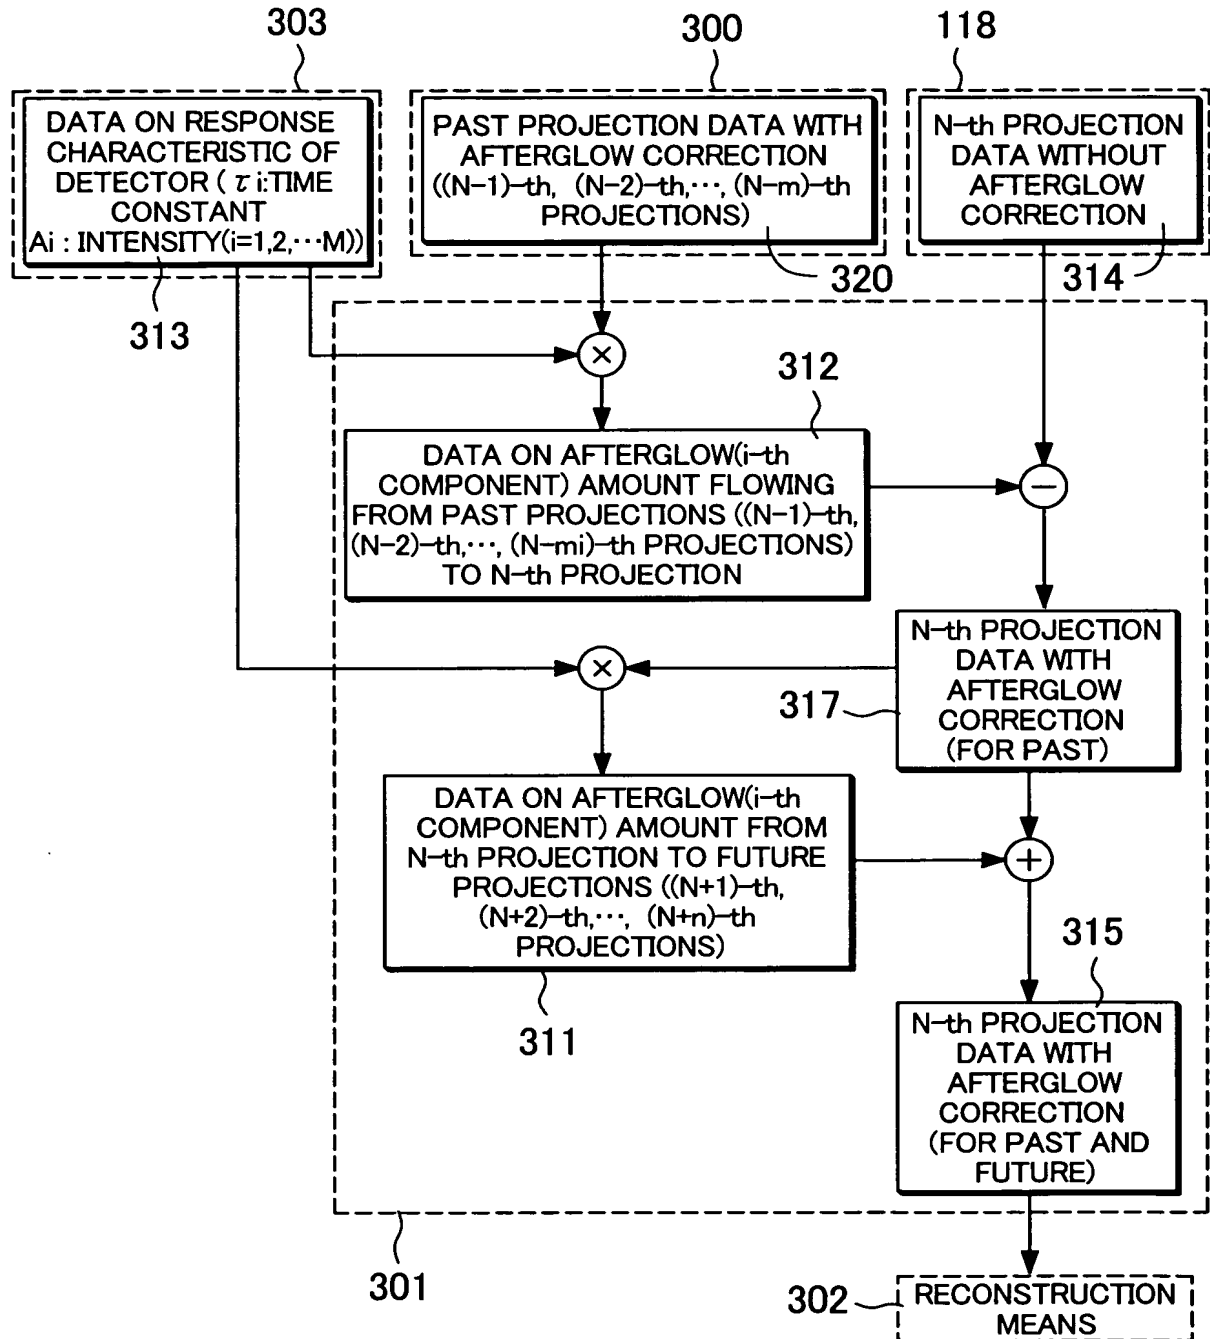 303
300
118
DATA ON RESPONSE
CHARACTERISTIC OF
DETECTOR ( τ i:TIME
CONSTANT
Ai : INTENSITY(i=1,2,···M))
PAST PROJECTION DATA WITH
AFTERGLOW CORRECTION
((N-1)-th, (N-2)-th,···, (N-m)-th
PROJECTIONS)
N-th PROJECTION
DATA WITHOUT
AFTERGLOW
CORRECTION
313
320
314
×
312
DATA ON AFTERGLOW(i-th
COMPONENT) AMOUNT FLOWING
FROM PAST PROJECTIONS ((N-1)-th,
(N-2)-th,···, (N-mi)-th PROJECTIONS)
TO N-th PROJECTION
−
N-th PROJECTION
DATA WITH
AFTERGLOW
CORRECTION
(FOR PAST)
×
317
DATA ON AFTERGLOW(i-th
COMPONENT) AMOUNT FROM
N-th PROJECTION TO FUTURE
PROJECTIONS ((N+1)-th,
(N+2)-th,···, (N+n)-th
PROJECTIONS)
+
311
315
N-th PROJECTION
DATA WITH
AFTERGLOW
CORRECTION
(FOR PAST AND
FUTURE)
301
302
RECONSTRUCTION
MEANS